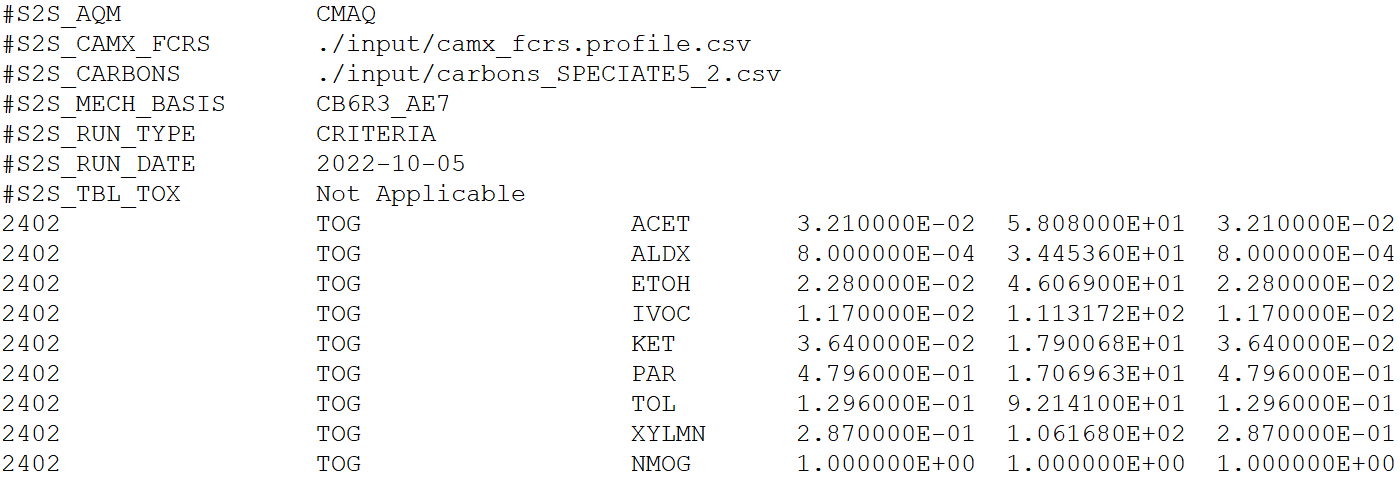 #S2S_AQM CMAQ
#S2S_CAMX_FCRS ./input/camx_fcrs.profile.csv
#S2S_CARBONS ./input/carbons_SPECIATE5_2.csv
#S2S_MECH_BASIS CB6R3_AE7
#S2S_RUN_TYPE CRITERIA
#S2S_RUN_DATE 2022-10-05
#S2S_TBL_TOX Not Applicable
2402 TOG ACET 3.210000E-02 5.808000E+01 3.210000E-02
2402 TOG ALDX 8.000000E-04 3.445360E+01 8.000000E-04
2402 TOG ETOH 2.280000E-02 4.606900E+01 2.280000E-02
2402 TOG IVOC 1.170000E-02 1.113172E+02 1.170000E-02
2402 TOG KET 3.640000E-02 1.790068E+01 3.640000E-02
2402 TOG PAR 4.796000E-01 1.706963E+01 4.796000E-01
2402 TOG TOL 1.296000E-01 9.214100E+01 1.296000E-01
2402 TOG XYLMN 2.870000E-01 1.061680E+02 2.870000E-01
2402 TOG NMOG 1.000000E+00 1.000000E+00 1.000000E+00